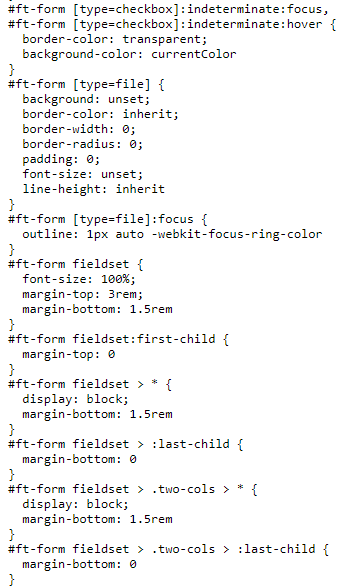 #ft-form [type=checkbox]:indeterminate:focus,
#ft-form [type=checkbox]:indeterminate:hover {
  border-color: transparent;
  background-color: currentColor
}
#ft-form [type=file] {
  background: unset;
  border-color: inherit;
  border-width: 0;
  border-radius: 0;
  padding: 0;
  font-size: unset;
  line-height: inherit
}
#ft-form [type=file]:focus {
  outline: 1px auto -webkit-focus-ring-color
}
#ft-form fieldset {
  font-size: 100%;
  margin-top: 3rem;
  margin-bottom: 1.5rem
}
#ft-form fieldset:first-child {
  margin-top: 0
}
#ft-form fieldset > * {
  display: block;
  margin-bottom: 1.5rem
}
#ft-form fieldset > :last-child {
  margin-bottom: 0
}
#ft-form fieldset > .two-cols > * {
  display: block;
  margin-bottom: 1.5rem
}
#ft-form fieldset > .two-cols > :last-child {
  margin-bottom: 0
}